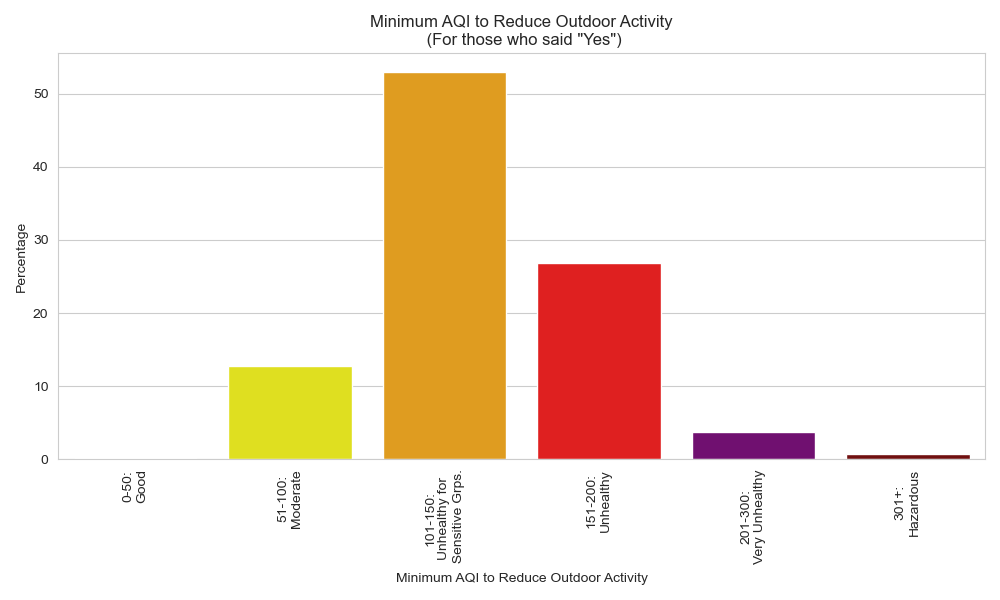 Minimum AQI to Reduce Outdoor Activity
(For those who said "Yes")
Percentage
50
40
30
20
10
0
0-50:
Good
51-100:
Moderate
101-150:
Unhealthy for
Sensitive Grps.
151-200:
Unhealthy
201-300:
Very Unhealthy
301+:
Hazardous
Minimum AQI to Reduce Outdoor Activity